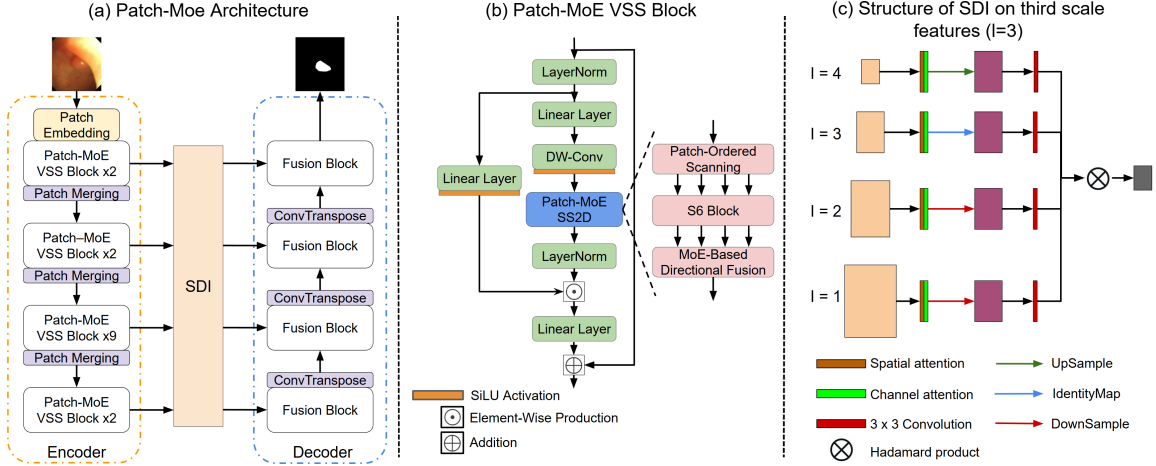 (a) Patch-Moe Architecture
Patch
Embedding
Patch-MoE
VSS Block x2
Patch Merging
Patch–MoE
VSS Block x2
Patch Merging
Patch-MoE
VSS Block x9
Patch Merging
Patch-MoE
VSS Block x2
Encoder
SDI
Fusion Block
ConvTranspose
Fusion Block
ConvTranspose
Fusion Block
ConvTranspose
Fusion Block
Decoder
(b) Patch-MoE VSS Block
LayerNorm
Linear Layer
DW-Conv
Linear Layer
Patch-MoE
SS2D
LayerNorm
Linear Layer
Patch-Ordered
Scanning
S6 Block
MoE-Based
Directional Fusion
SiLU Activation
Element-Wise Production
Addition
(c) Structure of SDI on third scale
features (l=3)
l = 4
l = 3
l = 2
l = 1
Spatial attention
UpSample
Channel attention
IdentityMap
3 x 3 Convolution
DownSample
Hadamard product